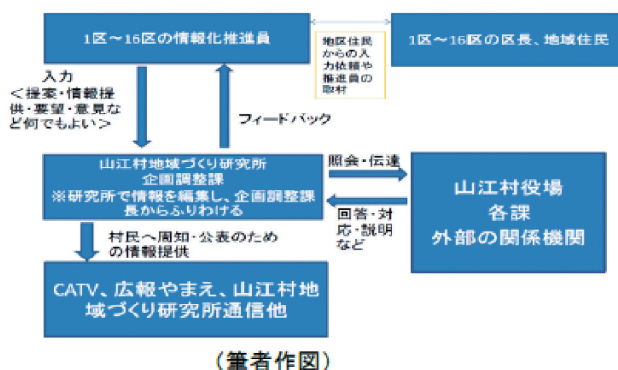 1区~16区の情報化推進員
地区住民
からの入
力依頼や
推進員の
取材
1区~16区の区長、地域住民
入力
<提案・情報提
供・要望・意見な
ど何でもよい>
フィードバック
山江村地域づくり研究所
企画調整課
※研究所で情報を編集し、企画調整課
長からふりわける
照会・伝達
回答・対
応・説明
など
山江村役場
各課
外部の関係機関
村民へ周知・公表のため
の情報提供
CATV、広報やまえ、山江村地
域づくり研究所通信他
(筆者作図)